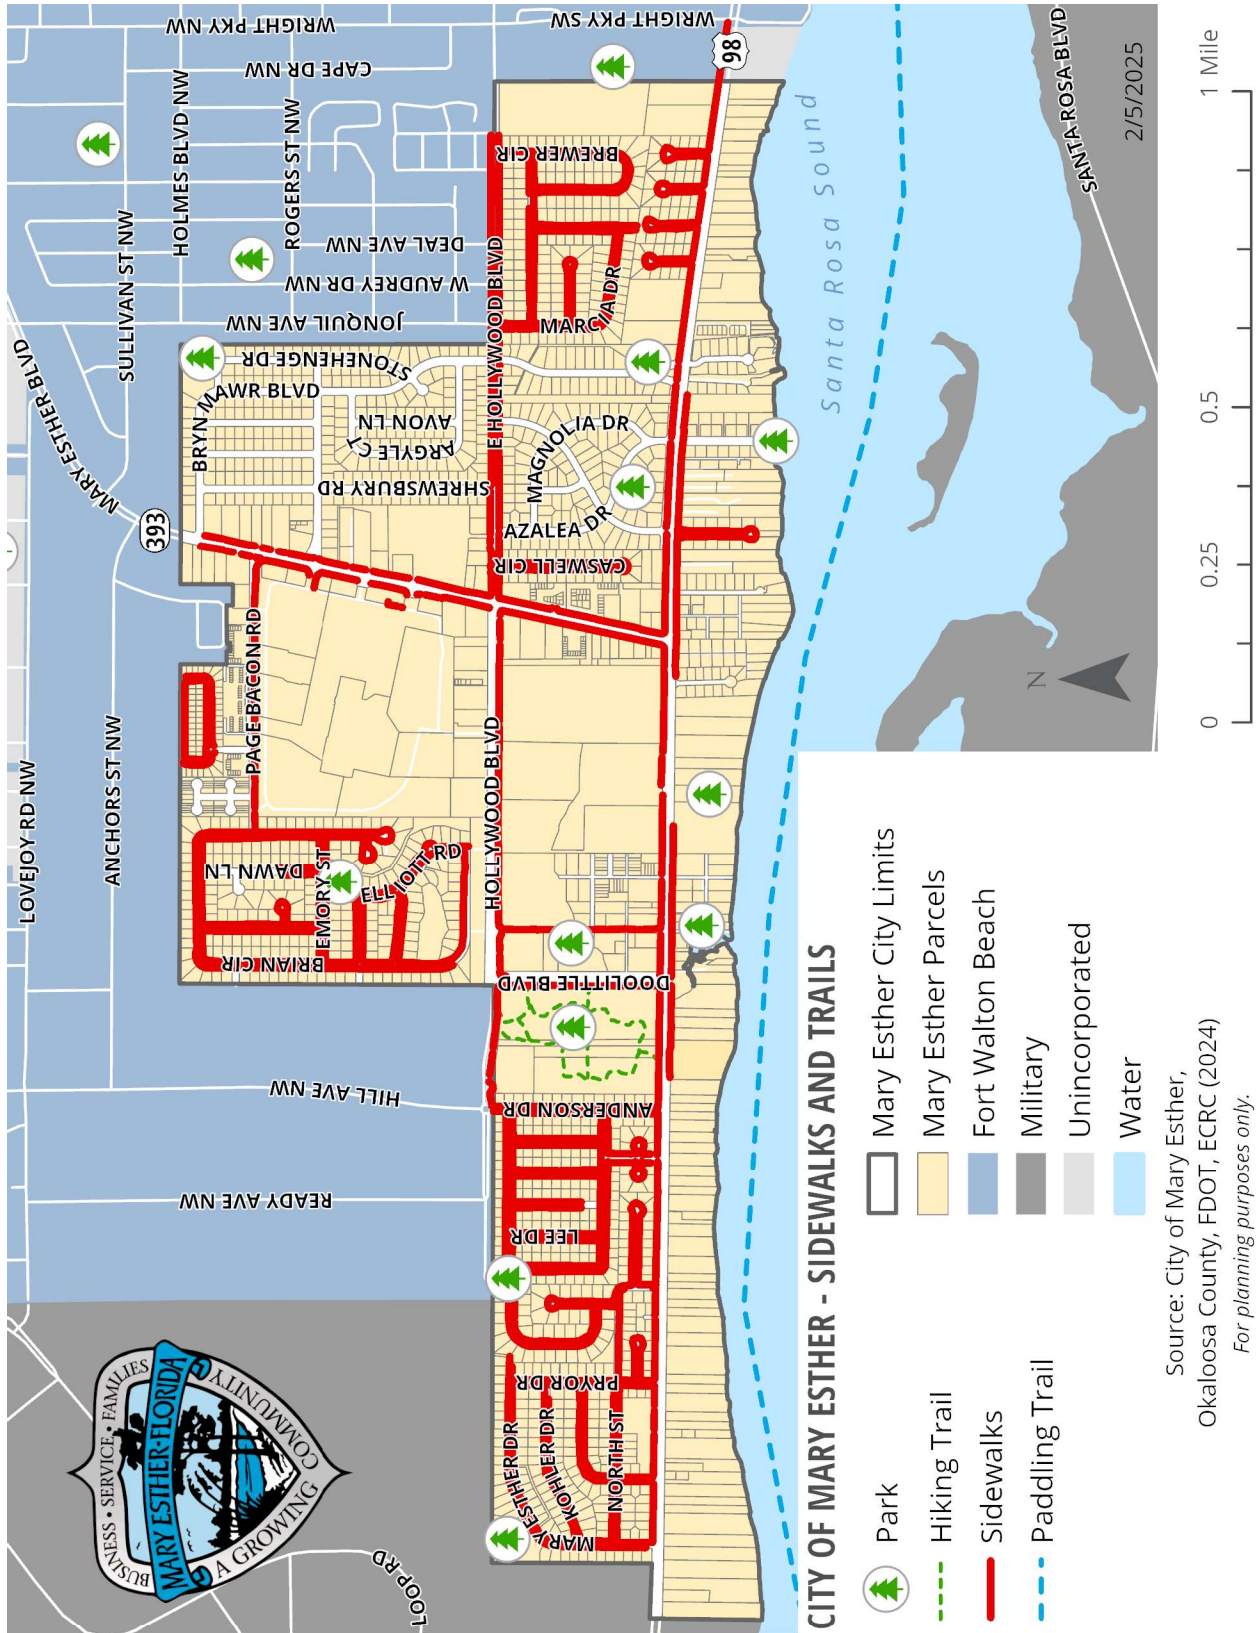 WRIGHT PKY NW
WRIGHT PKY SW
CAPE DR NW
HOLMES BLVD NW
ROGERS ST NW
SULLIVAN ST NW
DEAL AVE NW
W AUDREY DR NW
JONQUIL AVE NW
MARY ESTHER BLVD
LOVEJOY RD NW
ANCHORS ST NW
HILL AVE NW
READY AVE NW
LOOP RD
393
98
STONEHENGE DR
BRYN MAWR BLVD
AVON LN
ARGYLE CT
SHREWSBURY RD
E HOLLYWOOD BLVD
BREWER CIR
MARCIA DR
MAGNOLIA DR
AZALEA DR
CASWELL CIR
PAGE BACON RD
HOLLYWOOD BLVD
DAWN LN
EMORY ST
ELLIOTT RD
BRIAN CIR
DOOLITTLE BLVD
ANDERSON DR
LEE DR
PRYOR DR
NORTH ST
KOHLER DR
MARY ESTHER DR
Santa Rosa Sound
SANTA ROSA BLVD
BUSINESS • SERVICE • FAMILIES
MARY ESTHER•FLORIDA
A GROWING COMMUNITY
N
2/5/2025
0 0.25 0.5 1 Mile
CITY OF MARY ESTHER - SIDEWALKS AND TRAILS
Park
Hiking Trail
Sidewalks
Paddling Trail
Mary Esther City Limits
Mary Esther Parcels
Fort Walton Beach
Military
Unincorporated
Water
Source: City of Mary Esther,
Okaloosa County, FDOT, ECRC (2024)
For planning purposes only.